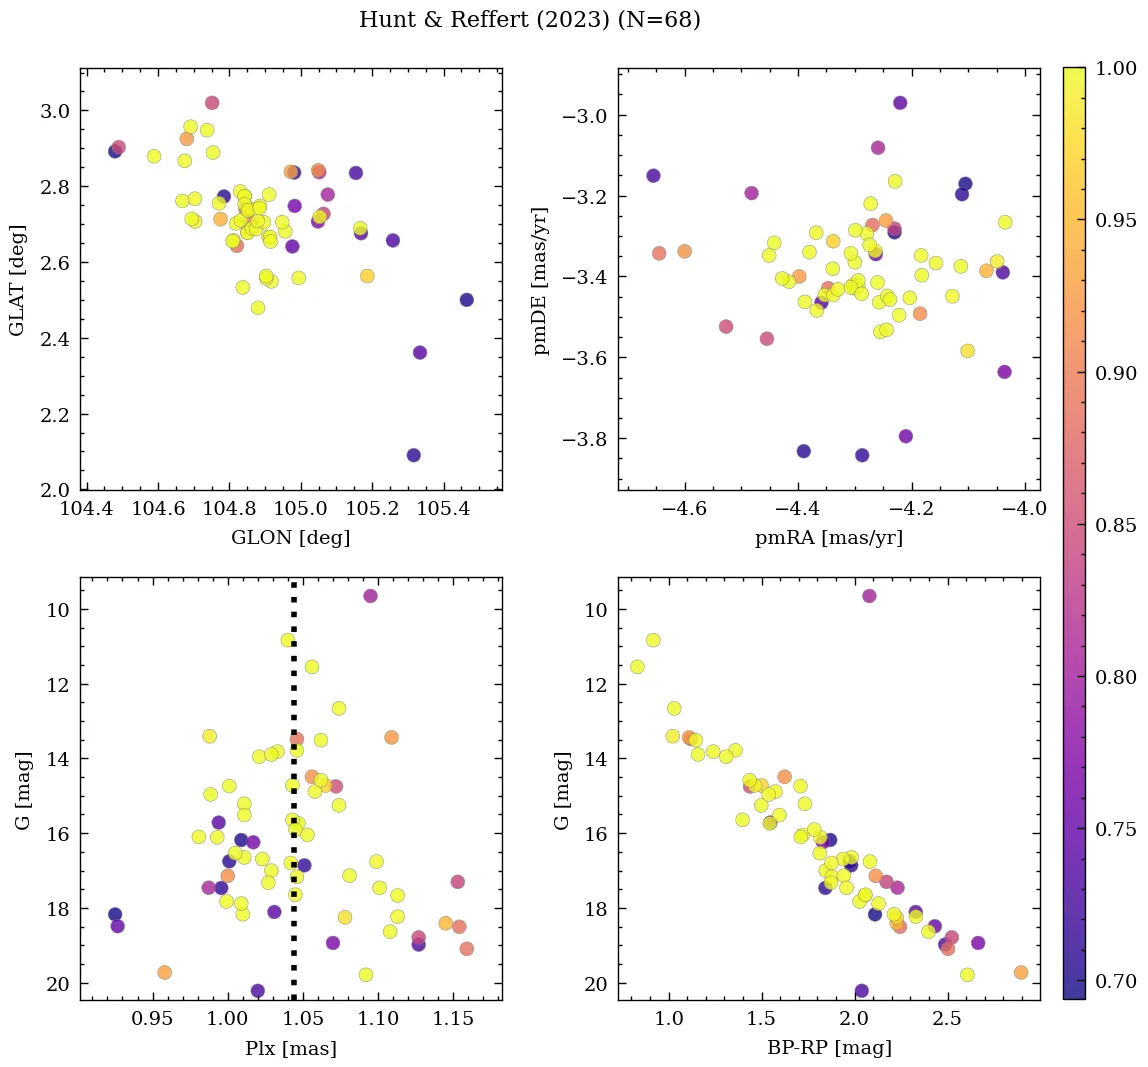 Hunt & Reffert (2023) (N=68)
3.0
2.8
2.6
2.4
2.2
2.0
GLAT [deg]
104.4 104.6 104.8 105.0 105.2 105.4
GLON [deg]
−3.0
−3.2
−3.4
−3.6
−3.8
pmDE [mas/yr]
−4.6 −4.4 −4.2 −4.0
pmRA [mas/yr]
10
12
14
16
18
20
G [mag]
0.95 1.00 1.05 1.10 1.15
Plx [mas]
10
12
14
16
18
20
G [mag]
1.0 1.5 2.0 2.5
BP-RP [mag]
1.00
0.95
0.90
0.85
0.80
0.75
0.70